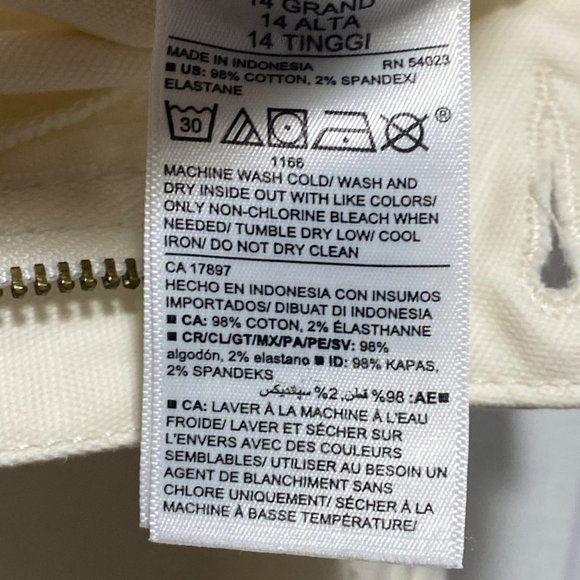 14 GRAND
14 ALTA
14 TINGGI
MADE IN INDONESIA RN 54023
■ US: 98% COTTON, 2% SPANDEX/
ELASTANE
30
®
1166
MACHINE WASH COLD/ WASH AND
DRY INSIDE OUT WITH LIKE COLORS/
ONLY NON-CHLORINE BLEACH WHEN
NEEDED/ TUMBLE DRY LOW/ COOL
IRON/ DO NOT DRY CLEAN
CA 17897
HECHO EN INDONESIA CON INSUMOS
IMPORTADOS/ DIBUAT DI INDONESIA
■ CA: 98% COTON, 2% ÉLASTHANNE
■ CR/CL/GT/MX/PA/PE/SV: 98%
algodón, 2% elastano ■ ID: 98% KAPAS,
2% SPANDEKS
■ AE: 98% قطن, 2% سپانديكس
■ CA: LAVER À LA MACHINE À L'EAU
FROIDE/ LAVER ET SÉCHER SUR
L'ENVERS AVEC DES COULEURS
SEMBLABLES/ UTILISER AU BESOIN UN
AGENT DE BLANCHIMENT SANS
CHLORE UNIQUEMENT/ SÉCHER À LA
MACHINE À BASSE TEMPÉRATURE/